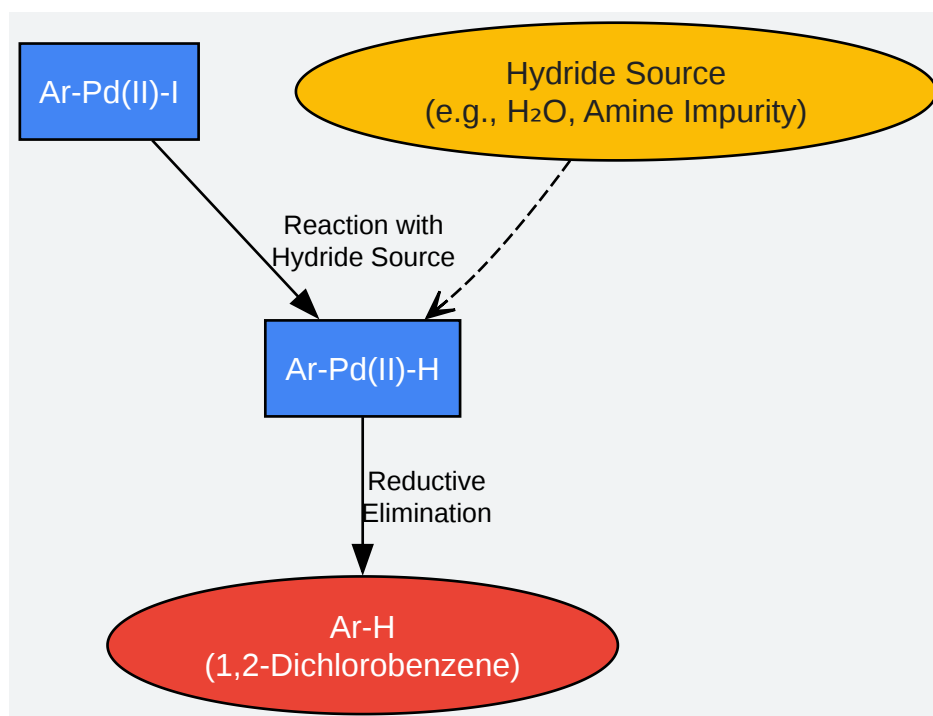 Ar-Pd(II)-I
Hydride Source
(e.g., H₂O, Amine Impurity)
Reaction with
Hydride Source
Ar-Pd(II)-H
Reductive
Elimination
Ar-H
(1,2-Dichlorobenzene)